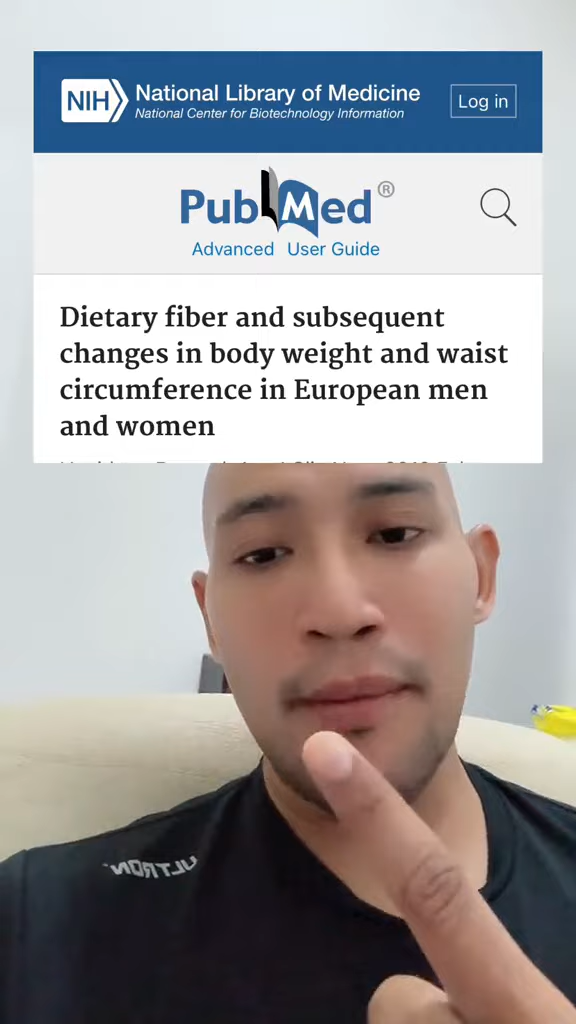 NIH
National Library of Medicine
National Center for Biotechnology Information
Log in
PubMed®
Advanced User Guide
Dietary fiber and subsequent
changes in body weight and waist
circumference in European men
and women
ULTRON